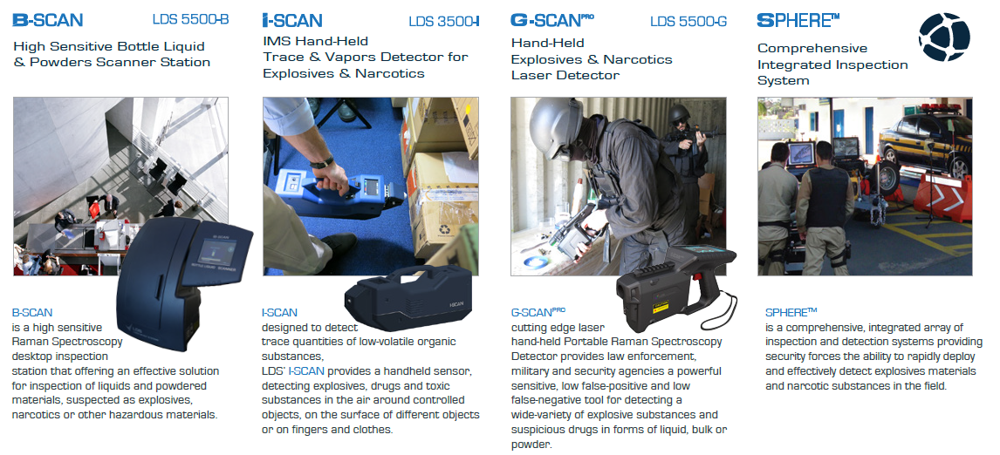 B-SCAN LDS 5500-B
High Sensitive Bottle Liquid
& Powders Scanner Station
B-SCAN
B-SCAN
is a high sensitive
Raman Spectroscopy
desktop inspection
station that offering an effective solution
for inspection of liquids and powdered
materials, suspected as explosives,
narcotics or other hazardous materials.
I-SCAN LDS 3500-I
IMS Hand-Held
Trace & Vapors Detector for
Explosives & Narcotics
I-SCAN
I-SCAN
designed to detect
trace quantities of low-volatile organic
substances,
LDS' I-SCAN provides a handheld sensor,
detecting explosives, drugs and toxic
substances in the air around controlled
objects, on the surface of different objects
or on fingers and clothes.
G-SCANPRO LDS 5500-G
Hand-Held
Explosives & Narcotics
Laser Detector
G-SCANPRO
cutting edge laser
hand-held Portable Raman Spectroscopy
Detector provides law enforcement,
military and security agencies a powerful
sensitive, low false-positive and low
false-negative tool for detecting a
wide-variety of explosive substances and
suspicious drugs in forms of liquid, bulk or
powder.
SPHERE™
Comprehensive
Integrated Inspection
System
SPHERE™
is a comprehensive, integrated array of
inspection and detection systems providing
security forces the ability to rapidly deploy
and effectively detect explosives materials
and narcotic substances in the field.